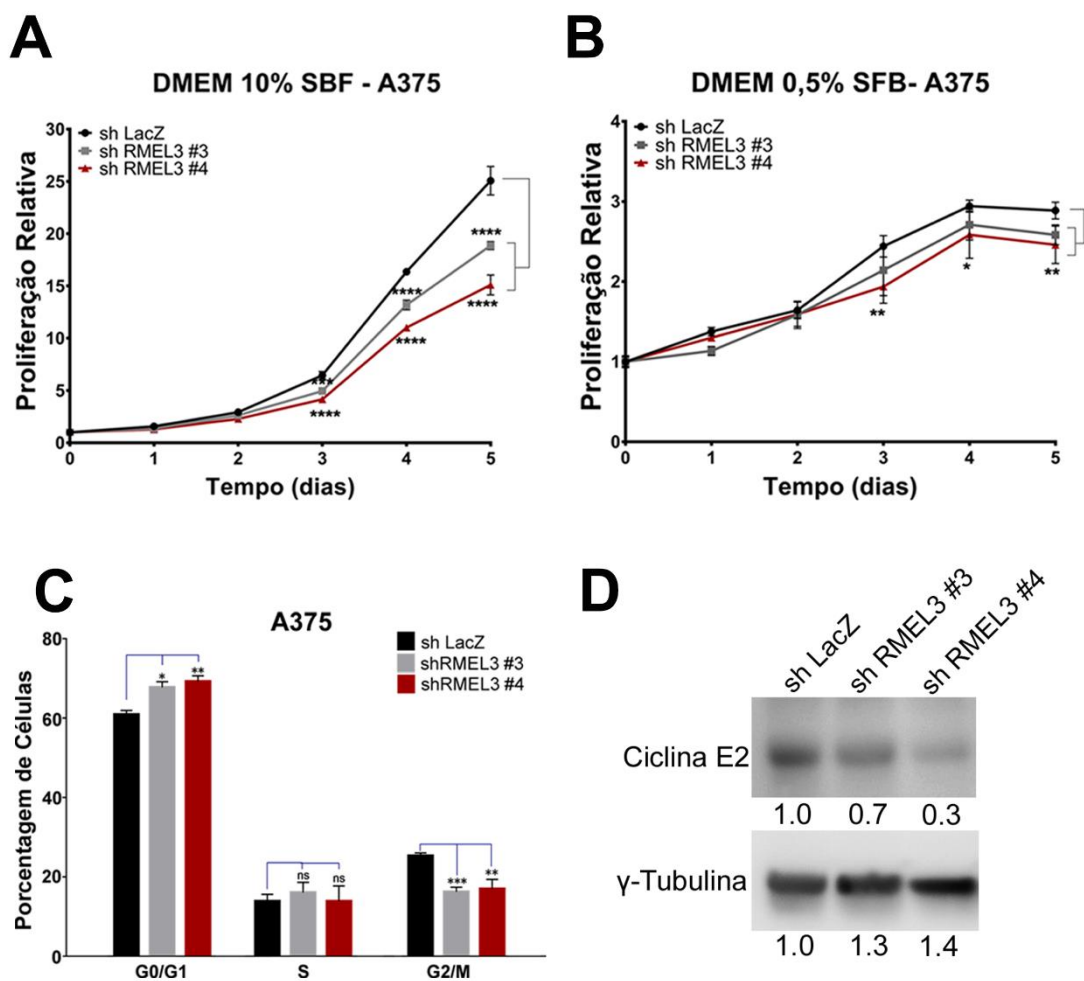 A
DMEM 10% SBF - A375
sh LacZ
sh RMEL3 #3
sh RMEL3 #4
Proliferação Relativa
30
25
20
15
10
5
0
0 1 2 3 4 5
Tempo (dias)
***
****
****
****
****
****
B
DMEM 0,5% SFB- A375
sh LacZ
sh RMEL3 #3
sh RMEL3 #4
Proliferação Relativa
4
3
2
1
0
0 1 2 3 4 5
Tempo (dias)
**
*
**
C
A375
sh LacZ
shRMEL3 #3
shRMEL3 #4
Porcentagem de Células
80
60
40
20
0
* **
ns ns
*** **
G0/G1 S G2/M
D
sh LacZ
sh RMEL3 #3
sh RMEL3 #4
Ciclina E2
1.0 0.7 0.3
γ-Tubulina
1.0 1.3 1.4